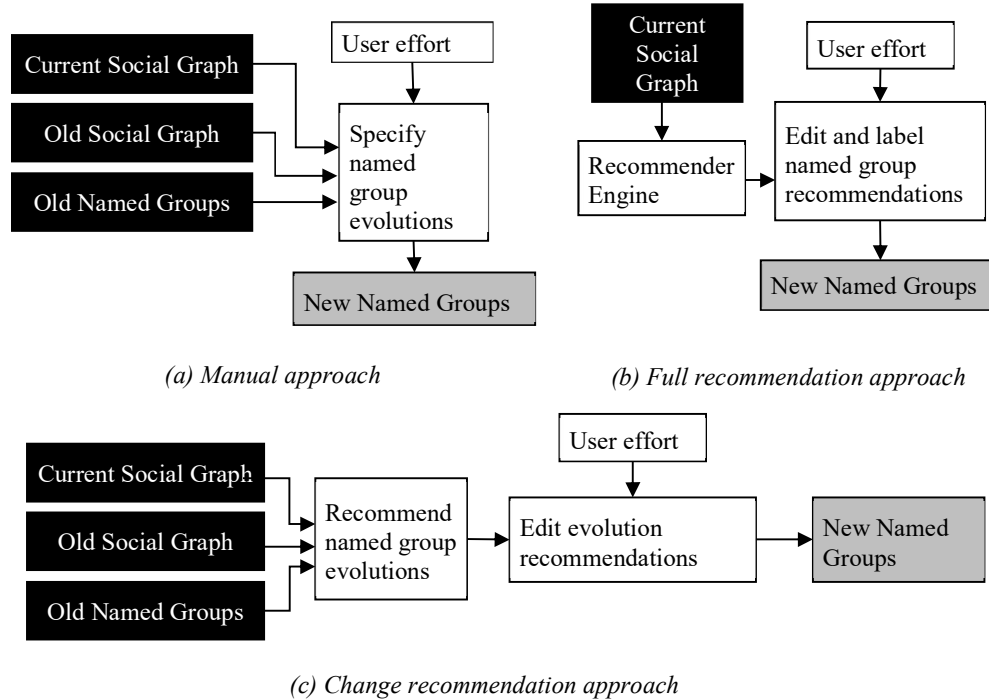 User effort
Current Social Graph
Old Social Graph
Old Named Groups
Specify
named
group
evolutions
New Named Groups
(a) Manual approach
Current
Social
Graph
User effort
Recommender
Engine
Edit and label
named group
recommendations
New Named Groups
(b) Full recommendation approach
Current Social Graph
Old Social Graph
Old Named Groups
Recommend
named group
evolutions
User effort
Edit evolution
recommendations
New Named
Groups
(c) Change recommendation approach